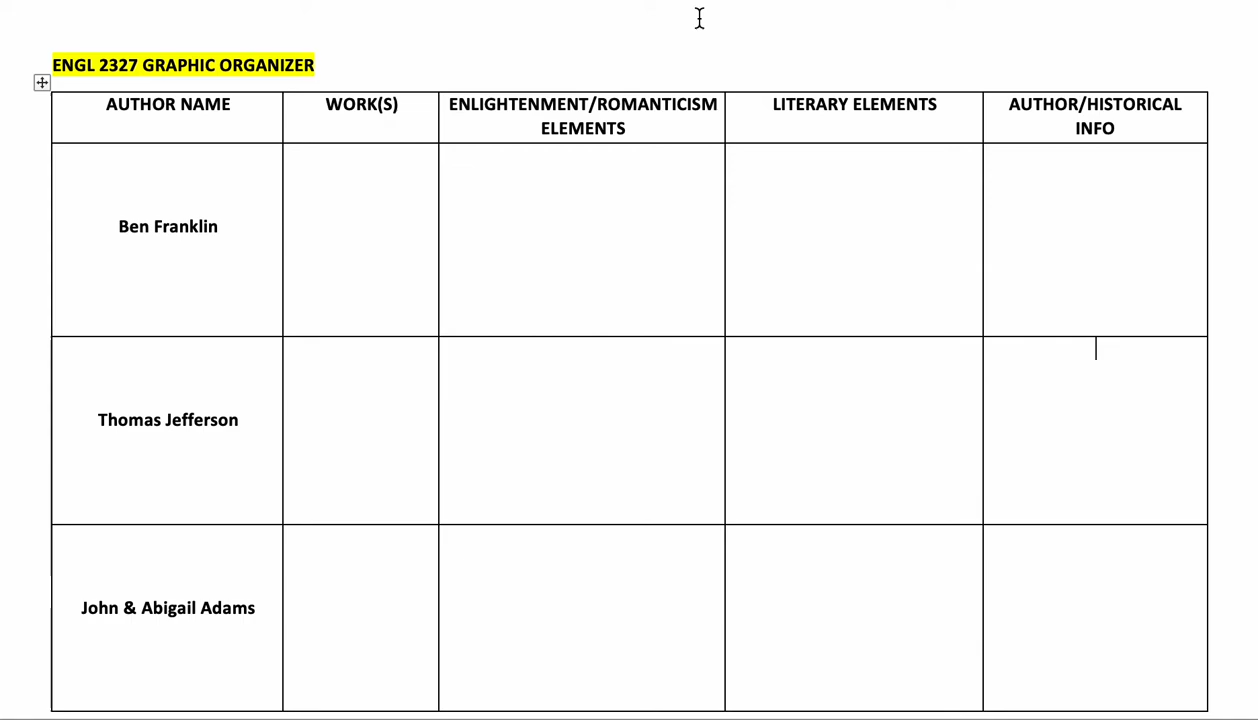 ENGL 2327 GRAPHIC ORGANIZER
AUTHOR NAME
WORK(S)
ENLIGHTENMENT/ROMANTICISM
ELEMENTS
LITERARY ELEMENTS
AUTHOR/HISTORICAL
INFO
Ben Franklin
Thomas Jefferson
John & Abigail Adams